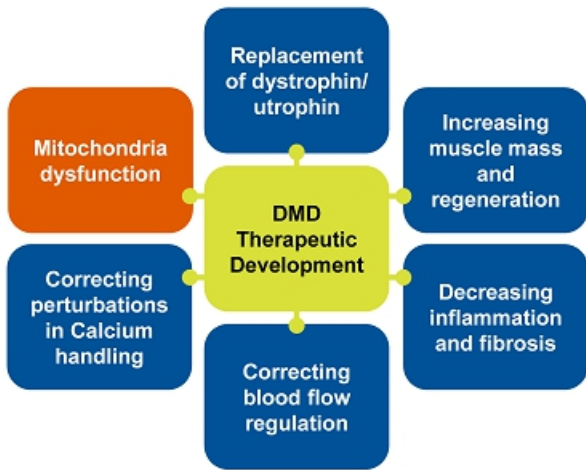 Replacement
of dystrophin/
utrophin
Mitochondria
dysfunction
Increasing
muscle mass
and
regeneration
DMD
Therapeutic
Development
Correcting
perturbations
in Calcium
handling
Decreasing
inflammation
and fibrosis
Correcting
blood flow
regulation